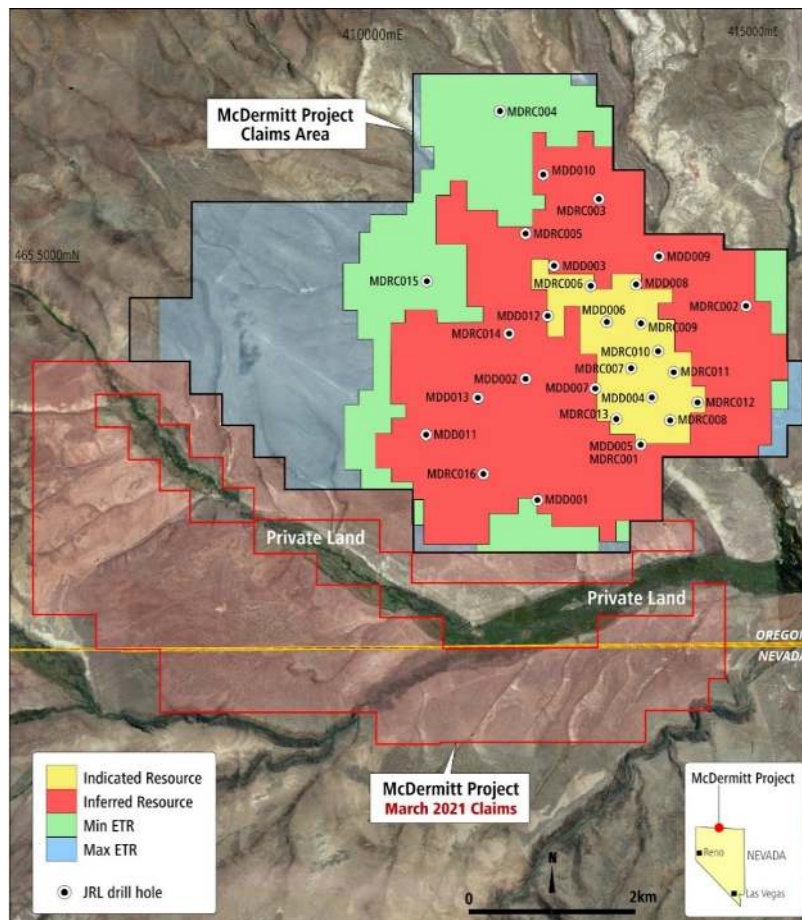 410000mE
415000mE
McDermitt Project
Claims Area
MDRC004
MDD010
MDRC003
MDRC005
465 5000mN
MDD009
MDD003
MDRC015
MDRC006
MDD008
MDRC002
MDD012
MDD006
MDRC009
MDRC014
MDRC010
MDRC007
MDRC011
MDD002
MDD007
MDD004
MDD013
MDRC012
MDRC013
MDRC008
MDD011
MDD005
MDRC001
MDRC016
MDD001
Private Land
Private Land
OREGON
NEVADA
Indicated Resource
Inferred Resource
Min ETR
Max ETR
JRL drill hole
McDermitt Project
March 2021 Claims
N
0
2km
McDermitt Project
Reno
NEVADA
Las Vegas